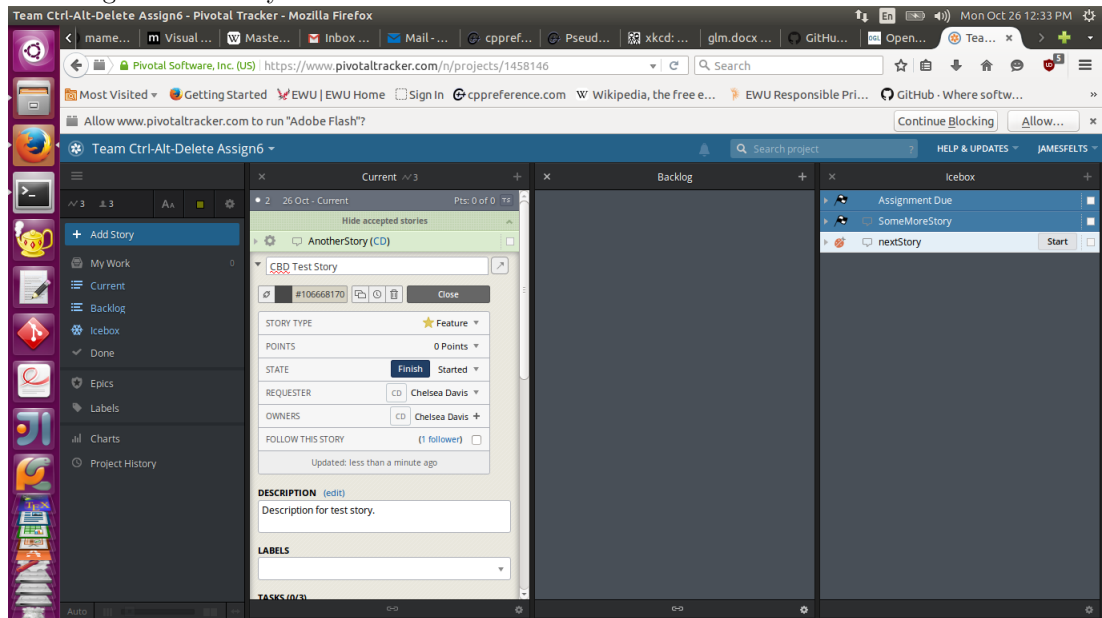 Team Ctrl-Alt-Delete Assign6 - Pivotal Tracker - Mozilla Firefox
En
Mon Oct 26 12:33 PM
mame... m Visual ... W Maste... Inbox ... Mail -... cppref... Pseud... xkcd: ... glm.docx ... GitHu... OGL Open... Tea... ×
Pivotal Software, Inc. (US) https://www.pivotaltracker.com/n/projects/1458146 Search 5
Most Visited Getting Started EWU | EWU Home Sign In cppreference.com W Wikipedia, the free e... EWU Responsible Pri... GitHub · Where softw... »
Allow www.pivotaltracker.com to run "Adobe Flash"? Continue Blocking Allow... ×
Team Ctrl-Alt-Delete Assign6 Search project ? HELP & UPDATES JAMESFELTS
× Current 3 + × Backlog + × Icebox +
3 3 AA
2 26 Oct - Current Pts: 0 of 0 TF
Hide accepted stories
AnotherStory (CD)
+ Add Story
My Work 0
Current
Backlog
Icebox
Done
Epics
Labels
Charts
Project History
Auto
CBD Test Story
#106668170 Close
STORY TYPE Feature
POINTS 0 Points
STATE Finish Started
REQUESTER CD Chelsea Davis
OWNERS CD Chelsea Davis +
FOLLOW THIS STORY (1 follower)
Updated: less than a minute ago
DESCRIPTION (edit)
Description for test story.
LABELS
TASKS (0/3)
Assignment Due
SomeMoreStory
nextStory Start